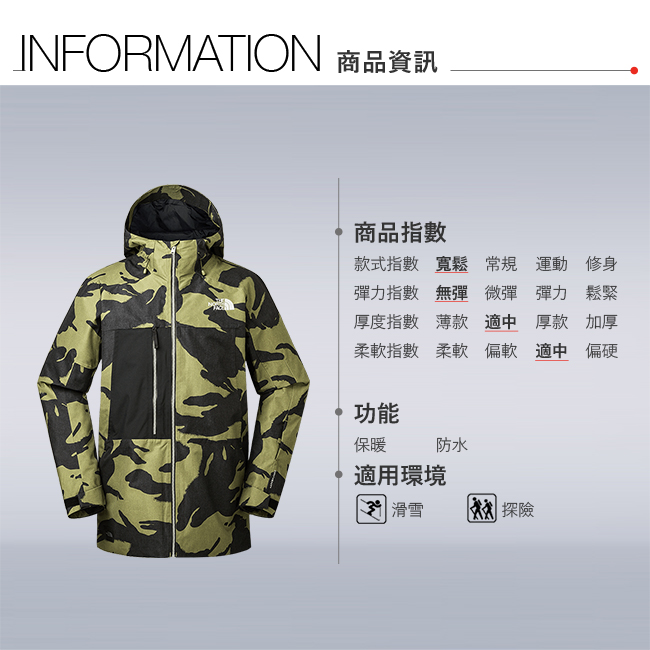 INFORMATION 商品資訊
THE
NORTH
FACE
商品指數
款式指數 寬鬆 常規 運動 修身
彈力指數 無彈 微彈 彈力 鬆緊
厚度指數 薄款 適中 厚款 加厚
柔軟指數 柔軟 偏軟 適中 偏硬
功能
保暖 防水
適用環境
滑雪 探險